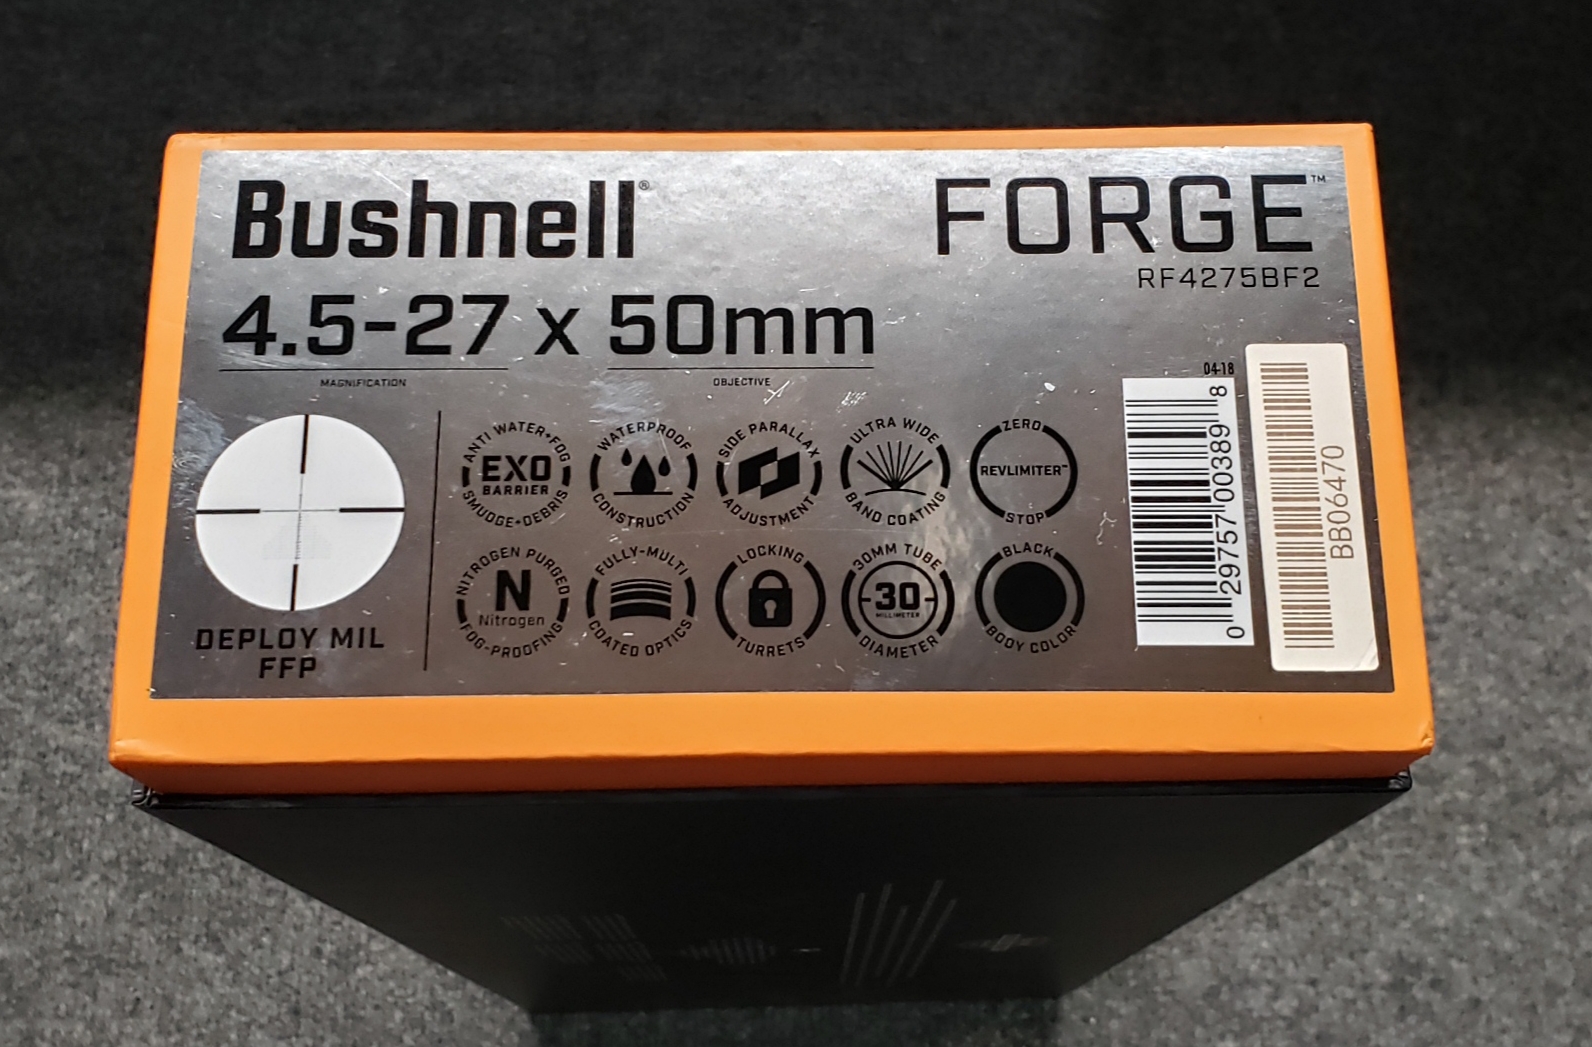 Bushnell®
FORGE™
RF4275BF2
4.5-27 x 50mm
MAGNIFICATION
OBJECTIVE
DEPLOY MIL
FFP
ANTI WATER•FOG
EXO
BARRIER
SMUDGE•DEBRIS
WATERPROOF
CONSTRUCTION
SIDE PARALLAX
ADJUSTMENT
ULTRA WIDE
BAND COATING
ZERO
REVLIMITER™
STOP
NITROGEN PURGED
N
Nitrogen
FOG-PROOFING
FULLY-MULTI
COATED OPTICS
LOCKING
TURRETS
30MM TUBE
30
MILLIMETER
DIAMETER
BLACK
BODY COLOR
04-18
0 29757 00389 8
BB06470